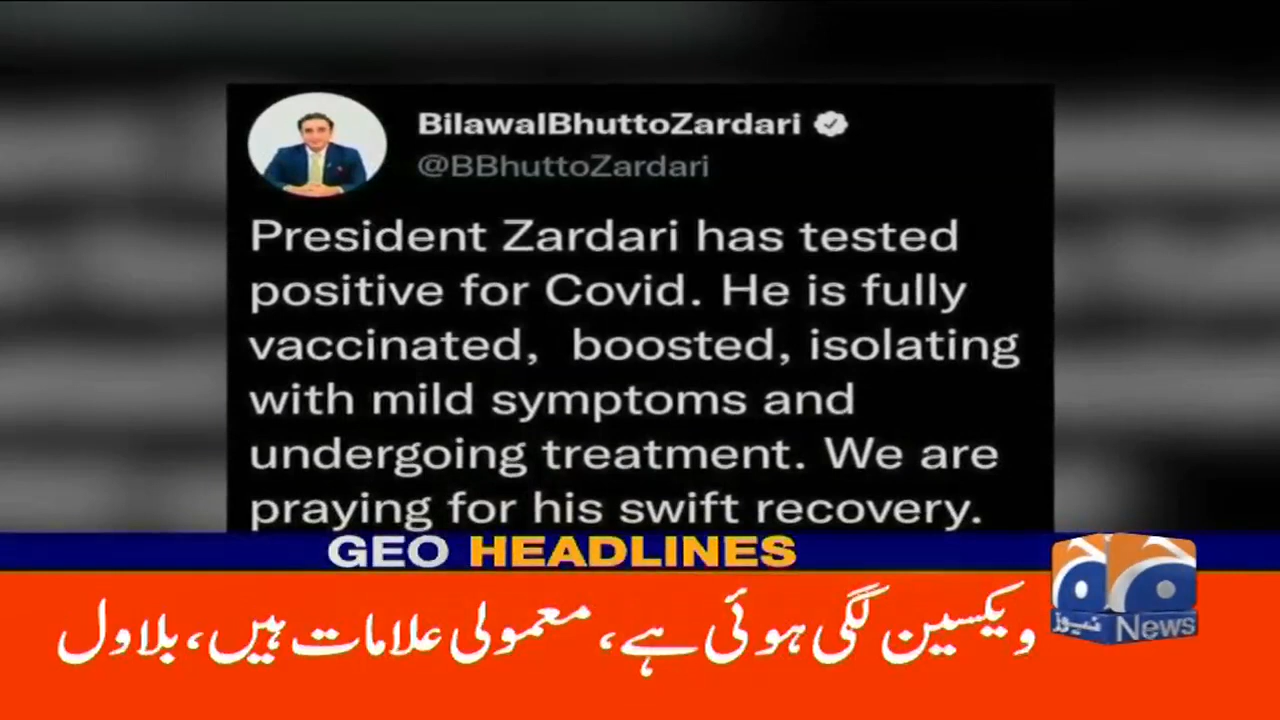 BilawalBhuttoZardari
@BBhuttoZardari
President Zardari has tested
positive for Covid. He is fully
vaccinated,  boosted, isolating
with mild symptoms and
undergoing treatment. We are
praying for his swift recovery.
GEO HEADLINES
ویکسین لگی ہوئی ہے، معمولی علامات ہیں، بلاول
نیوز News